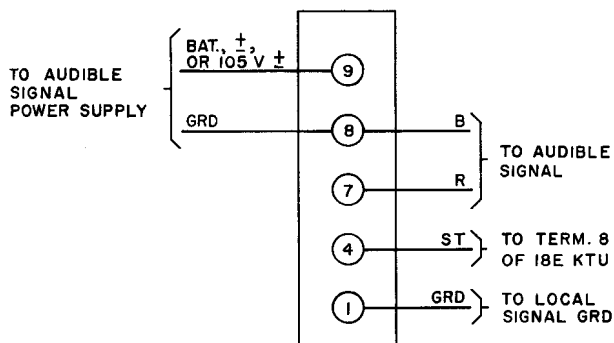 BAT., ±,
OR 105 V ±
9
TO AUDIBLE
SIGNAL
POWER SUPPLY
GRD
8
B
TO AUDIBLE
SIGNAL
7
R
4
ST
TO TERM. 8
OF 18E KTU
1
GRD
TO LOCAL
SIGNAL GRD